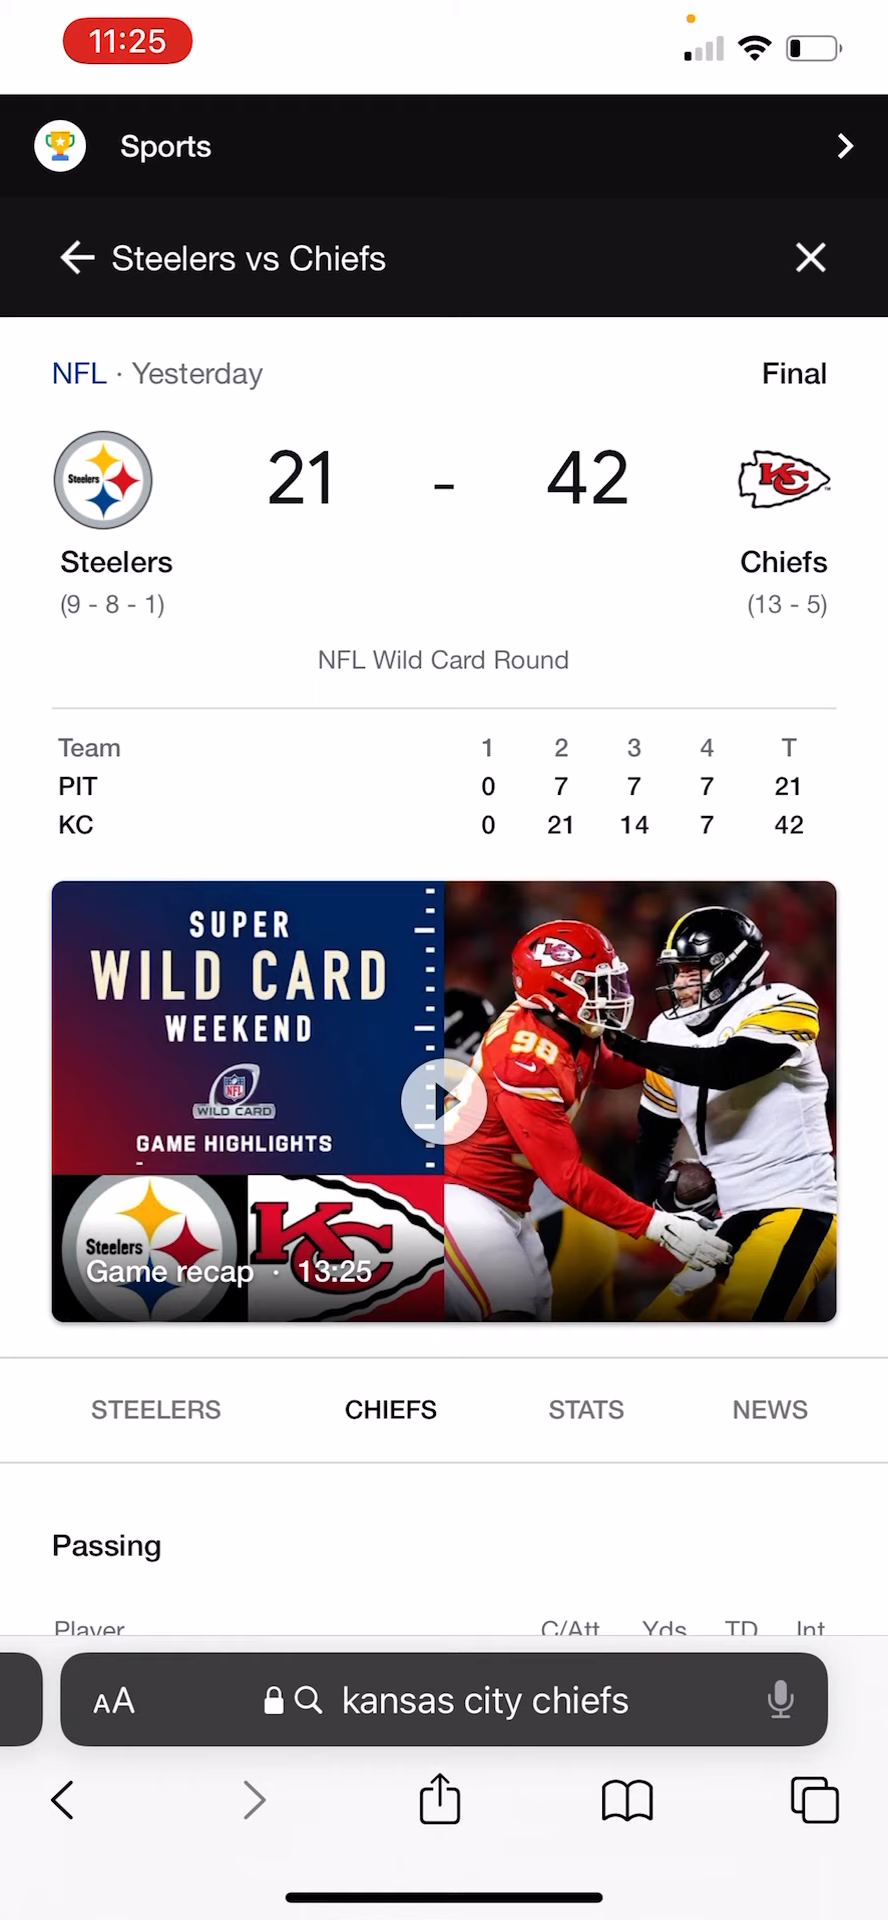 11:25
Sports
Steelers vs Chiefs
NFL · Yesterday Final
21 - 42
Steelers
KC
Steelers Chiefs
(9 - 8 - 1) (13 - 5)
NFL Wild Card Round
Team 1 2 3 4 T
PIT 0 7 7 7 21
KC 0 21 14 7 42
SUPER
WILD CARD
WEEKEND
NFL
WILD CARD
GAME HIGHLIGHTS
-
KC
98
Steelers
KC
Game recap · 13:25
STEELERS CHIEFS STATS NEWS
Passing
Player C/Att Yds TD Int
AA kansas city chiefs